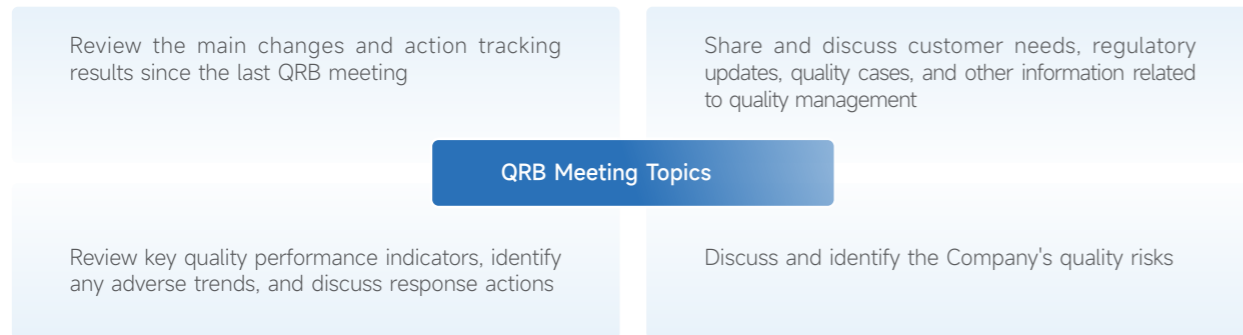 Review the main changes and action tracking
results since the last QRB meeting
Share and discuss customer needs, regulatory
updates, quality cases, and other information related
to quality management
QRB Meeting Topics
Review key quality performance indicators, identify
any adverse trends, and discuss response actions
Discuss and identify the Company's quality risks